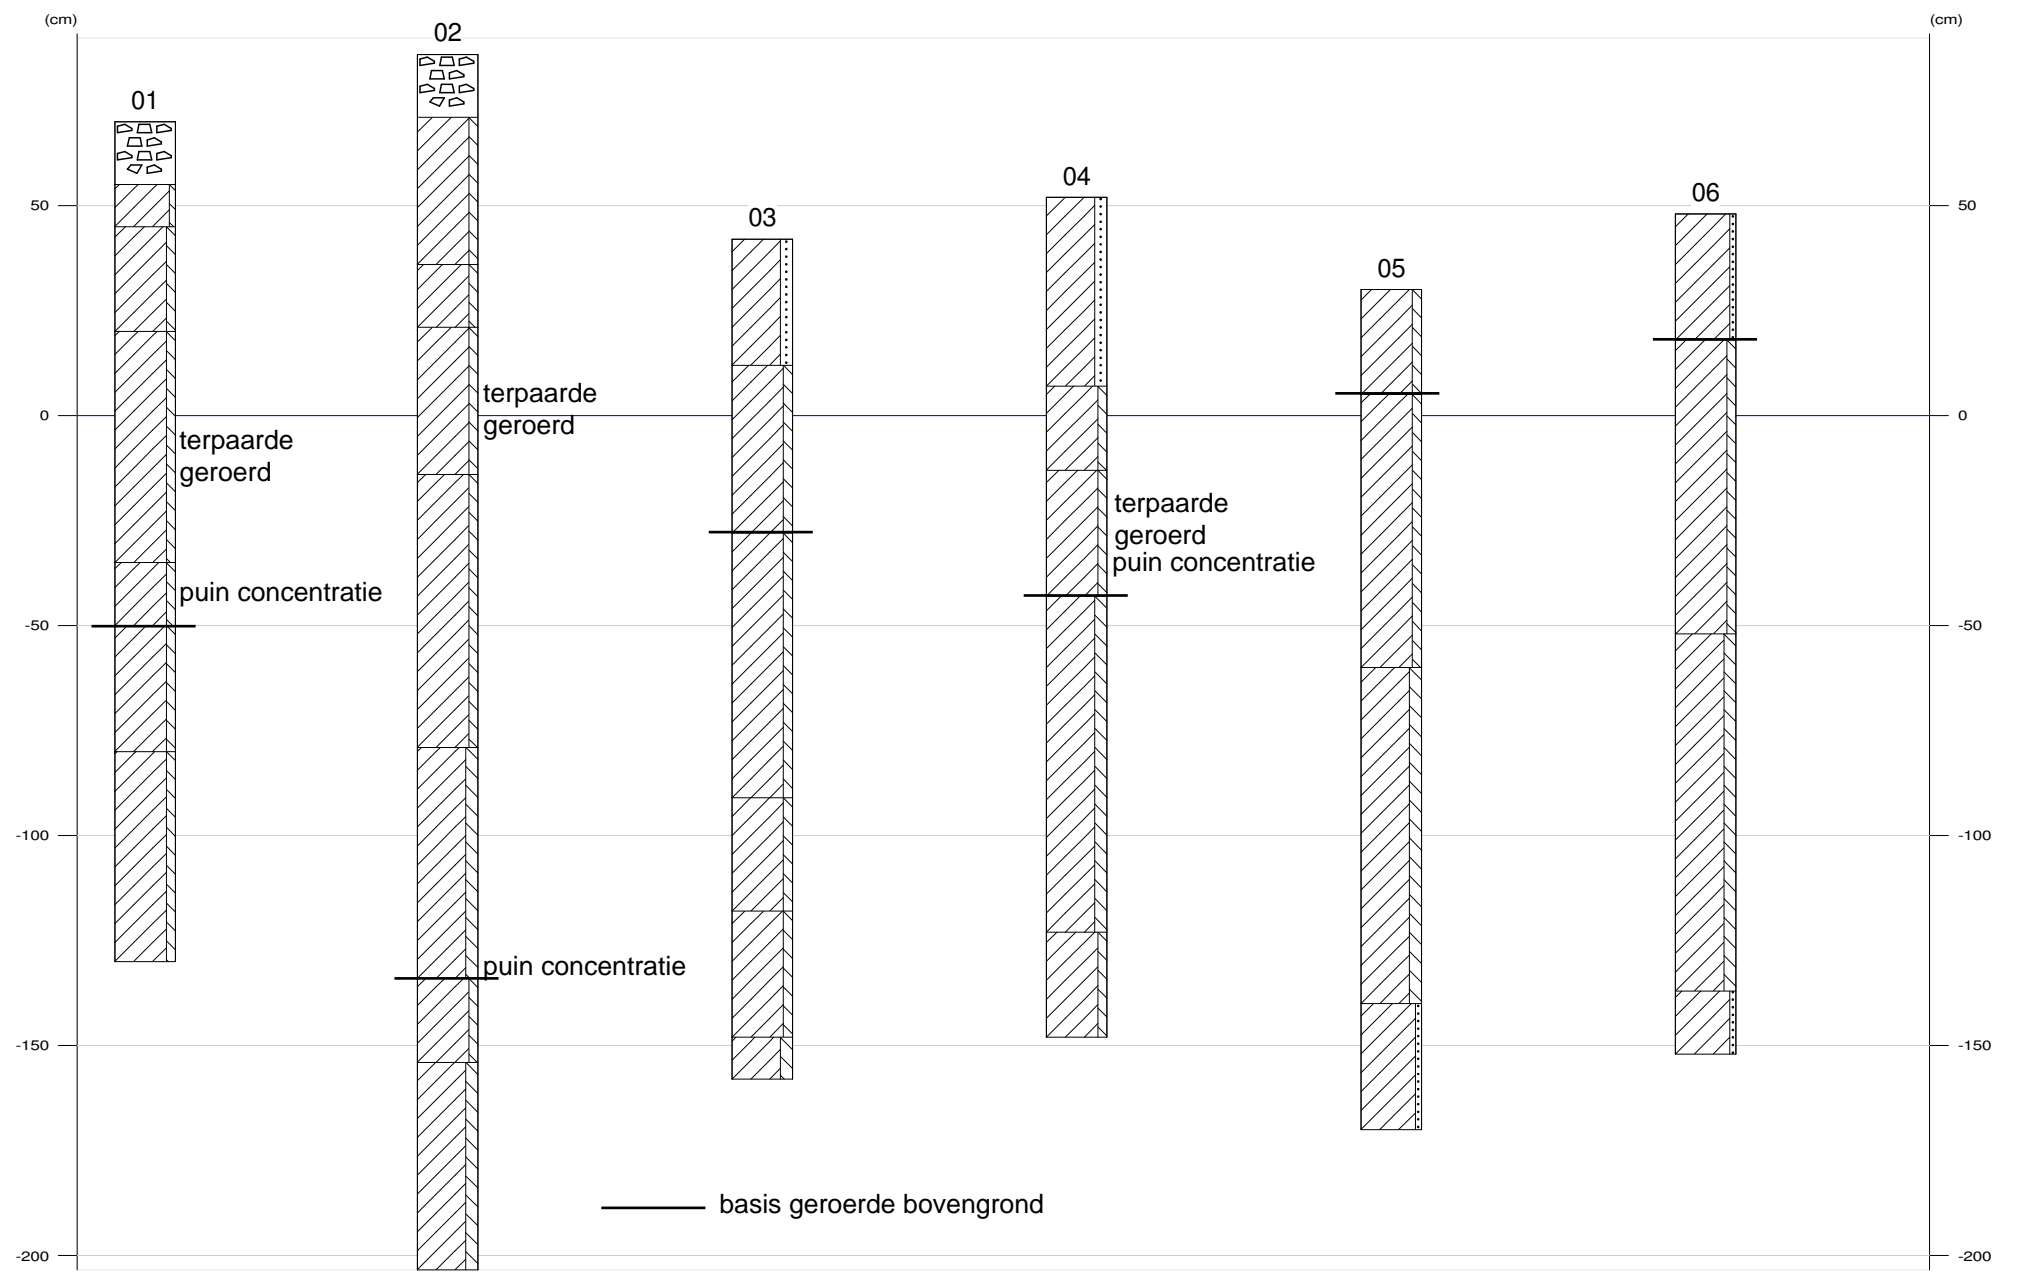 (cm)
(cm)
02
01
04
06
50
50
03
05
terpaarde
geroerd
0
0
terpaarde
geroerd
terpaarde
geroerd
puin concentratie
puin concentratie
-50
-50
-100
-100
puin concentratie
-150
-150
basis geroerde bovengrond
-200
-200